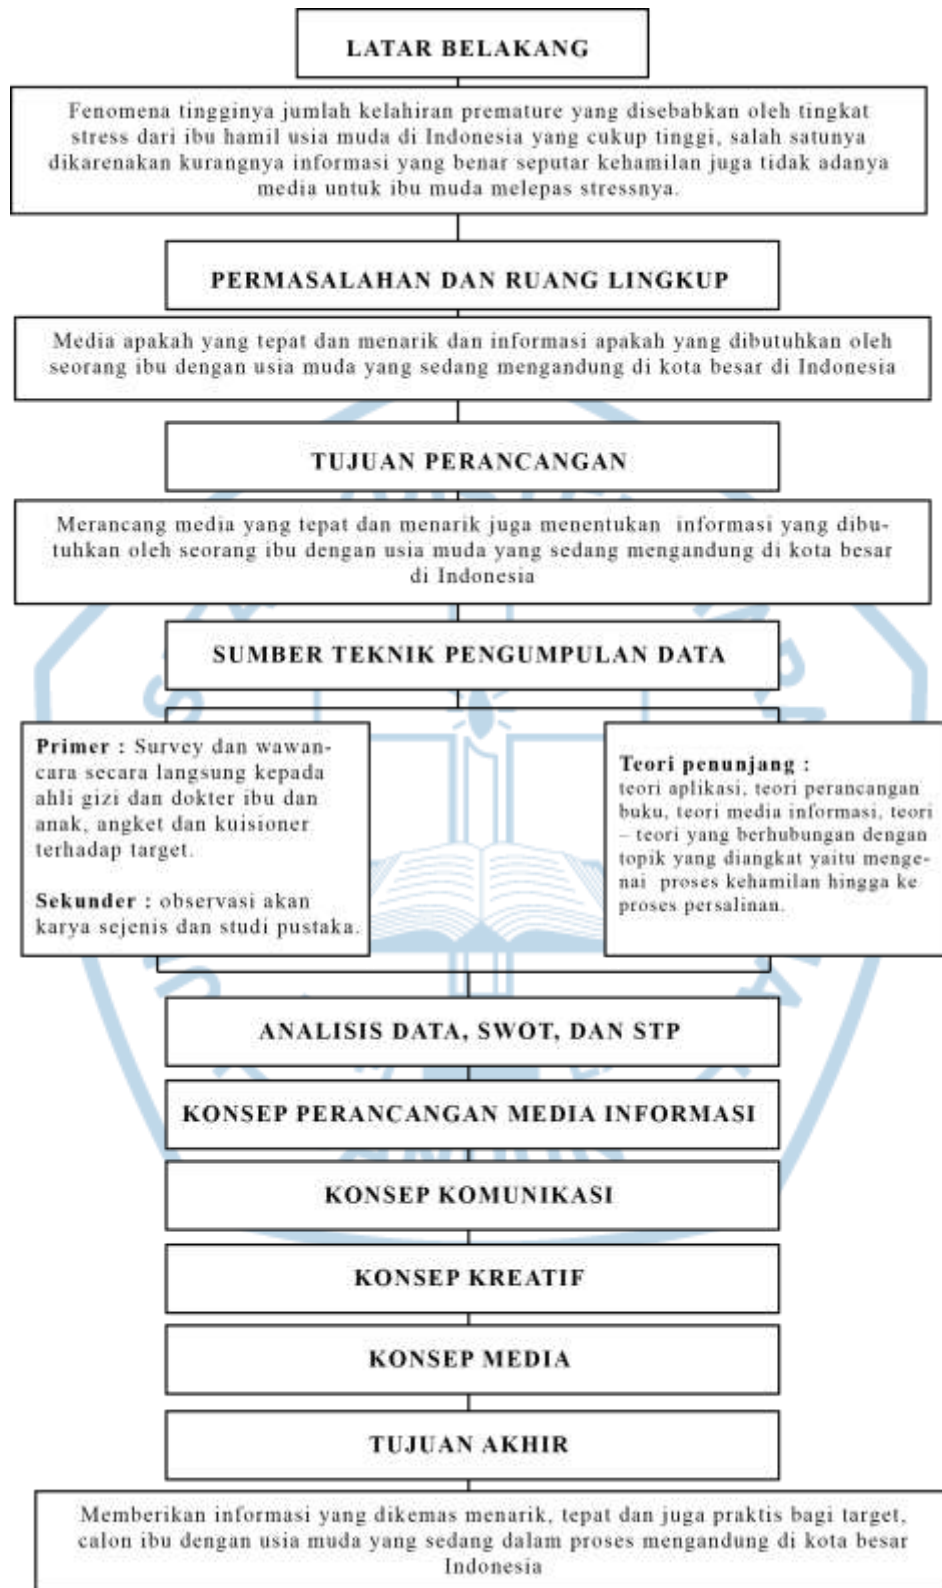 LATAR BELAKANG
Fenomena tingginya jumlah kelahiran premature yang disebabkan oleh tingkat
stress dari ibu hamil usia muda di Indonesia yang cukup tinggi, salah satunya
dikarenakan kurangnya informasi yang benar seputar kehamilan juga tidak adanya
media untuk ibu muda melepas stressnya.
PERMASALAHAN DAN RUANG LINGKUP
Media apakah yang tepat dan menarik dan informasi apakah yang dibutuhkan oleh
seorang ibu dengan usia muda yang sedang mengandung di kota besar di Indonesia
TUJUAN PERANCANGAN
Merancang media yang tepat dan menarik juga menentukan informasi yang dibu-
tuhkan oleh seorang ibu dengan usia muda yang sedang mengandung di kota besar
di Indonesia
SUMBER TEKNIK PENGUMPULAN DATA
Primer : Survey dan wawan-
cara secara langsung kepada
ahli gizi dan dokter ibu dan
anak, angket dan kuisioner
terhadap target.
Sekunder : observasi akan
karya sejenis dan studi pustaka.
Teori penunjang :
teori aplikasi, teori perancangan
buku, teori media informasi, teori
– teori yang berhubungan dengan
topik yang diangkat yaitu menge-
nai proses kehamilan hingga ke
proses persalinan.
ANALISIS DATA, SWOT, DAN STP
KONSEP PERANCANGAN MEDIA INFORMASI
KONSEP KOMUNIKASI
KONSEP KREATIF
KONSEP MEDIA
TUJUAN AKHIR
Memberikan informasi yang dikemas menarik, tepat dan juga praktis bagi target,
calon ibu dengan usia muda yang sedang dalam proses mengandung di kota besar
Indonesia